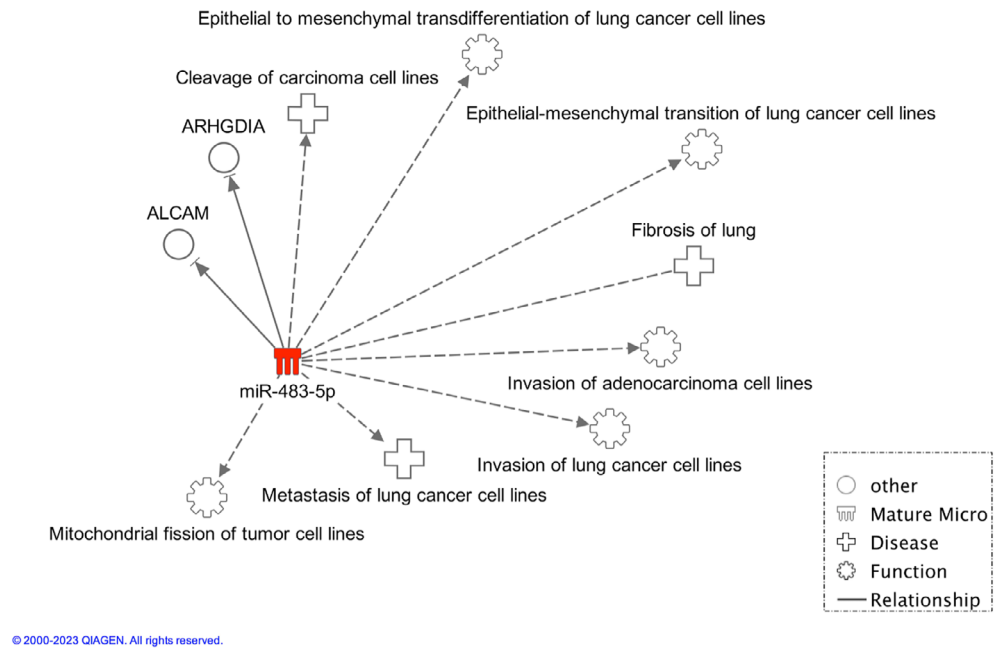 Epithelial to mesenchymal transdifferentiation of lung cancer cell lines
Cleavage of carcinoma cell lines
Epithelial-mesenchymal transition of lung cancer cell lines
ARHGDIA
ALCAM
Fibrosis of lung
miR-483-5p
Invasion of adenocarcinoma cell lines
Invasion of lung cancer cell lines
Metastasis of lung cancer cell lines
Mitochondrial fission of tumor cell lines
other
Mature Micro
Disease
Function
Relationship
© 2000-2023 QIAGEN. All rights reserved.